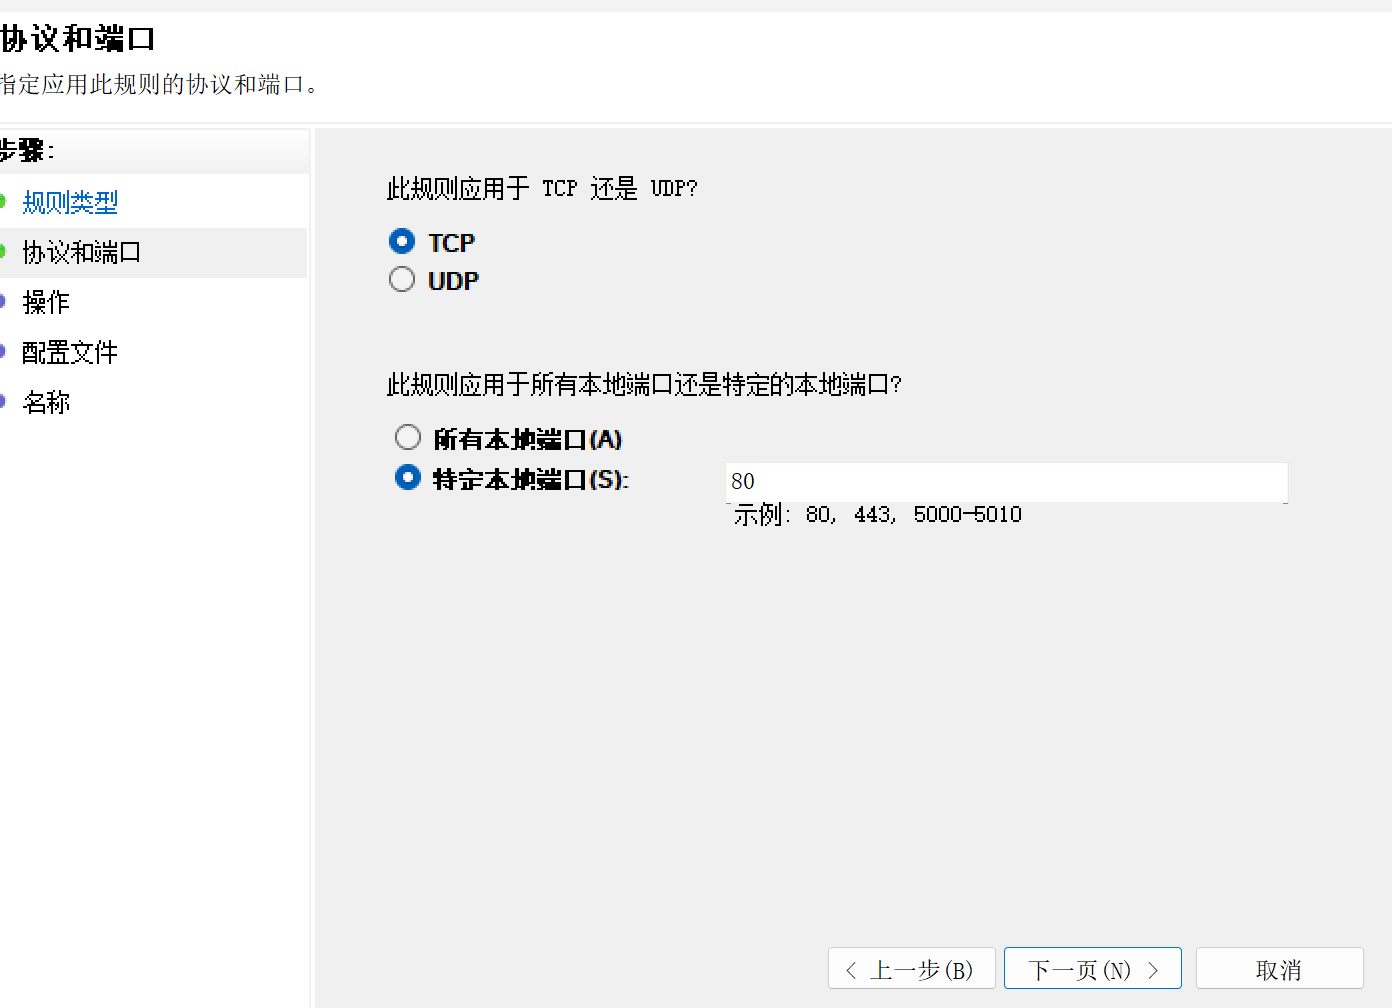 协议和端口
指定应用此规则的协议和端口。
步骤:
规则类型
协议和端口
操作
配置文件
名称
此规则应用于 TCP 还是 UDP?
TCP
UDP
此规则应用于所有本地端口还是特定的本地端口?
所有本地端口(A)
特定本地端口(S):
80
示例: 80, 443, 5000-5010
< 上一步(B)
下一页(N) >
取消